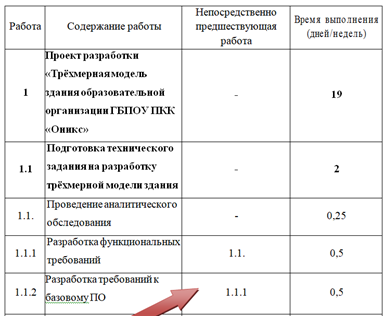 Работа Содержание работы Непосредственно предшествующая работа Время выполнения (дней/недель)
1 Проект разработки «Трёхмерная модель здания образовательной организации ГБПОУ ПКК «Оникс» - 19
1.1 Подготовка технического задания на разработку трёхмерной модели здания - 2
1.1. Проведение аналитического обследования - 0,25
1.1.1 Разработка функциональных требований 1.1. 0,5
1.1.2 Разработка требований к базовому ПО 1.1.1 0,5